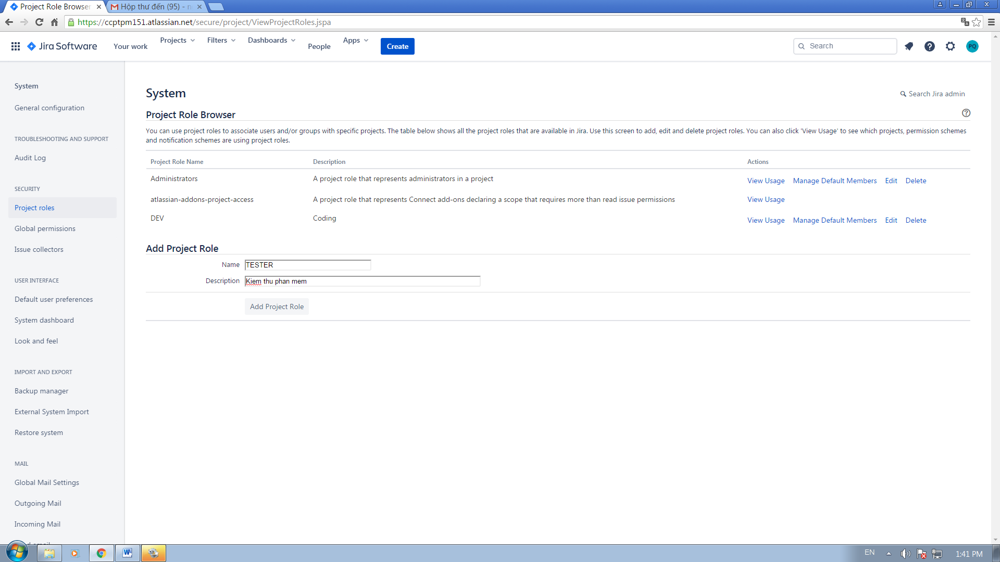 Project Role Browser
Hộp thư đến (95) - n
https://ccptpm151.atlassian.net/secure/project/ViewProjectRoles.jspa
Jira Software
Your work
Projects
Filters
Dashboards
People
Apps
Create
Search
PQ
System
General configuration
TROUBLESHOOTING AND SUPPORT
Audit Log
SECURITY
Project roles
Global permissions
Issue collectors
USER INTERFACE
Default user preferences
System dashboard
Look and feel
IMPORT AND EXPORT
Backup manager
External System Import
Restore system
MAIL
Global Mail Settings
Outgoing Mail
Incoming Mail
System
Search Jira admin
Project Role Browser
You can use project roles to associate users and/or groups with specific projects. The table below shows all the project roles that are available in Jira. Use this screen to add, edit and delete project roles. You can also click 'View Usage' to see which projects, permission schemes
and notification schemes are using project roles.
Project Role Name Description Actions
Administrators A project role that represents administrators in a project View Usage Manage Default Members Edit Delete
atlassian-addons-project-access A project role that represents Connect add-ons declaring a scope that requires more than read issue permissions View Usage
DEV Coding View Usage Manage Default Members Edit Delete
Add Project Role
Name TESTER
Description Kiem thu phan mem
Add Project Role
EN
1:41 PM